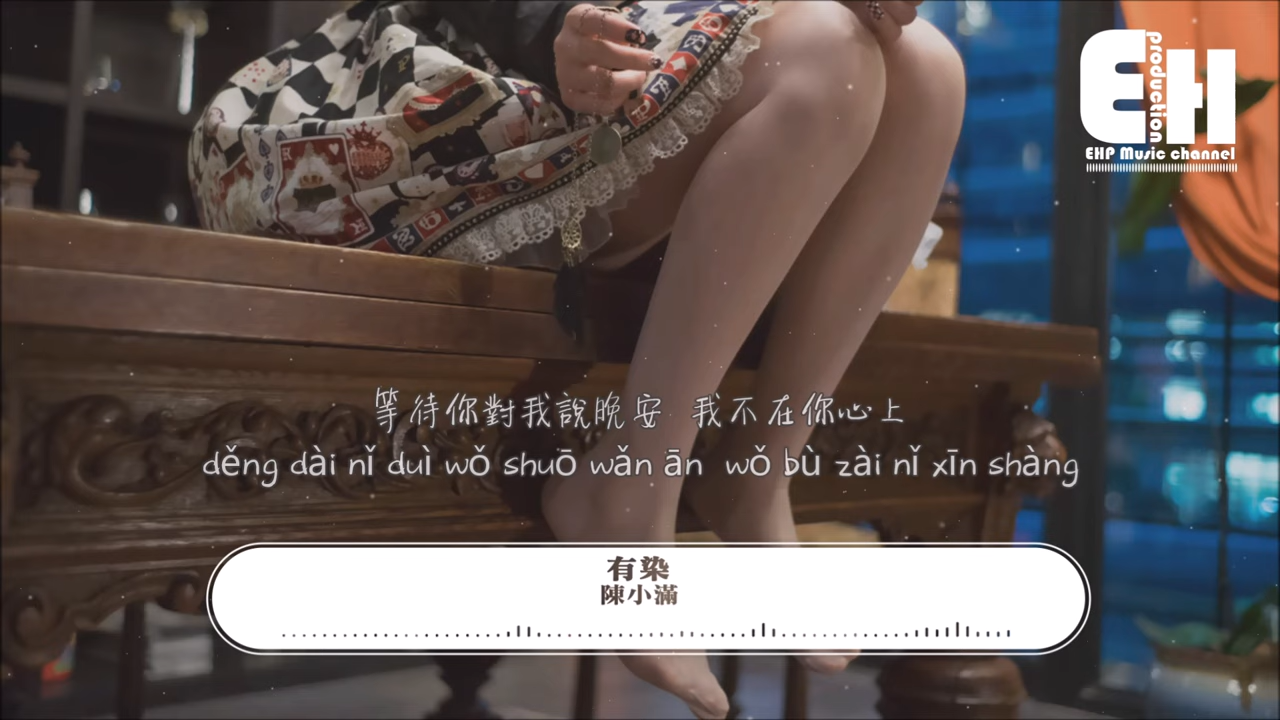 EH
production
EHP Music channel
等待你對我說晚安 我不在你心上
děng dài nǐ duì wǒ shuō wǎn ān wǒ bù zài nǐ xīn shàng
有染
陳小滿